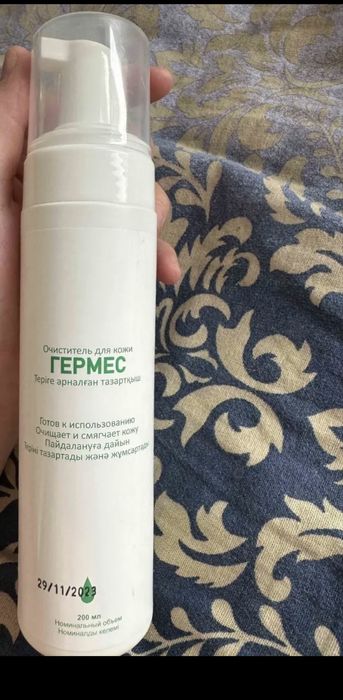 Очиститель для кожи
ГЕРМЕС
Теріге арналған тазартқыш
Готов к использованию
Очищает и смягчает кожу
Пайдалануға дайын
Теріні тазартады және жұмсартады
29/11/2023
200 мл
Номинальный объем
Номиналды көлемі